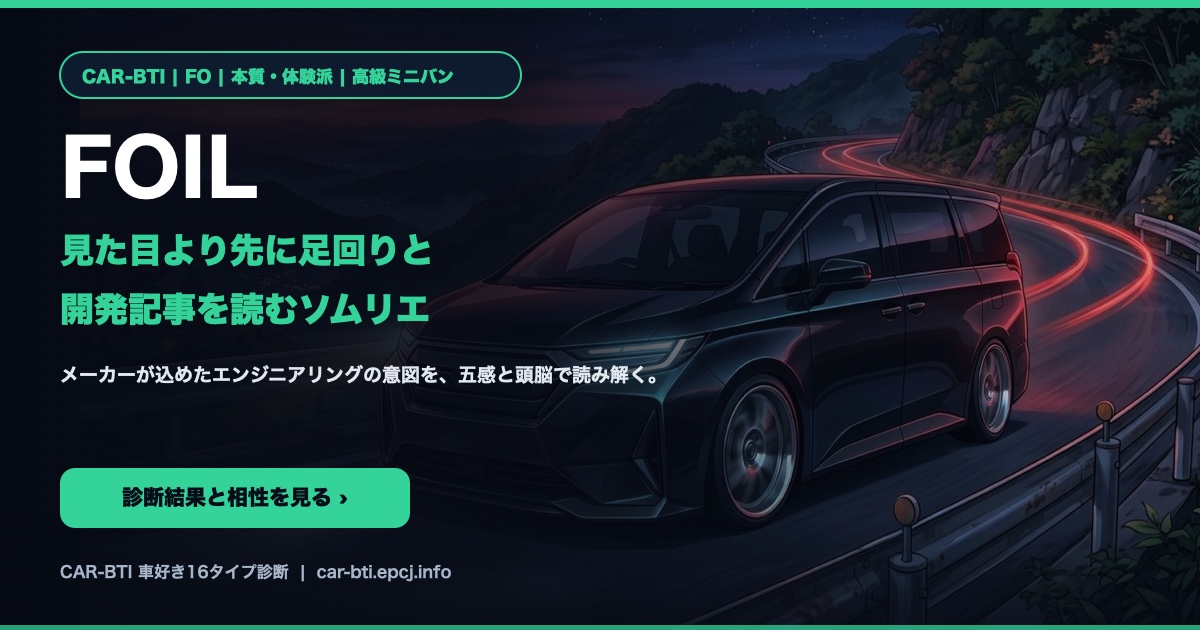 CAR-BTI | FO | 本質・体験派 | 高級ミニバン
FOIL
見た目より先に足回りと
開発記事を読むソムリエ
メーカーが込めたエンジニアリングの意図を、五感と頭脳で読み解く。
診断結果と相性を見る ›
CAR-BTI 車好き16タイプ診断 | car-bti.epcj.info